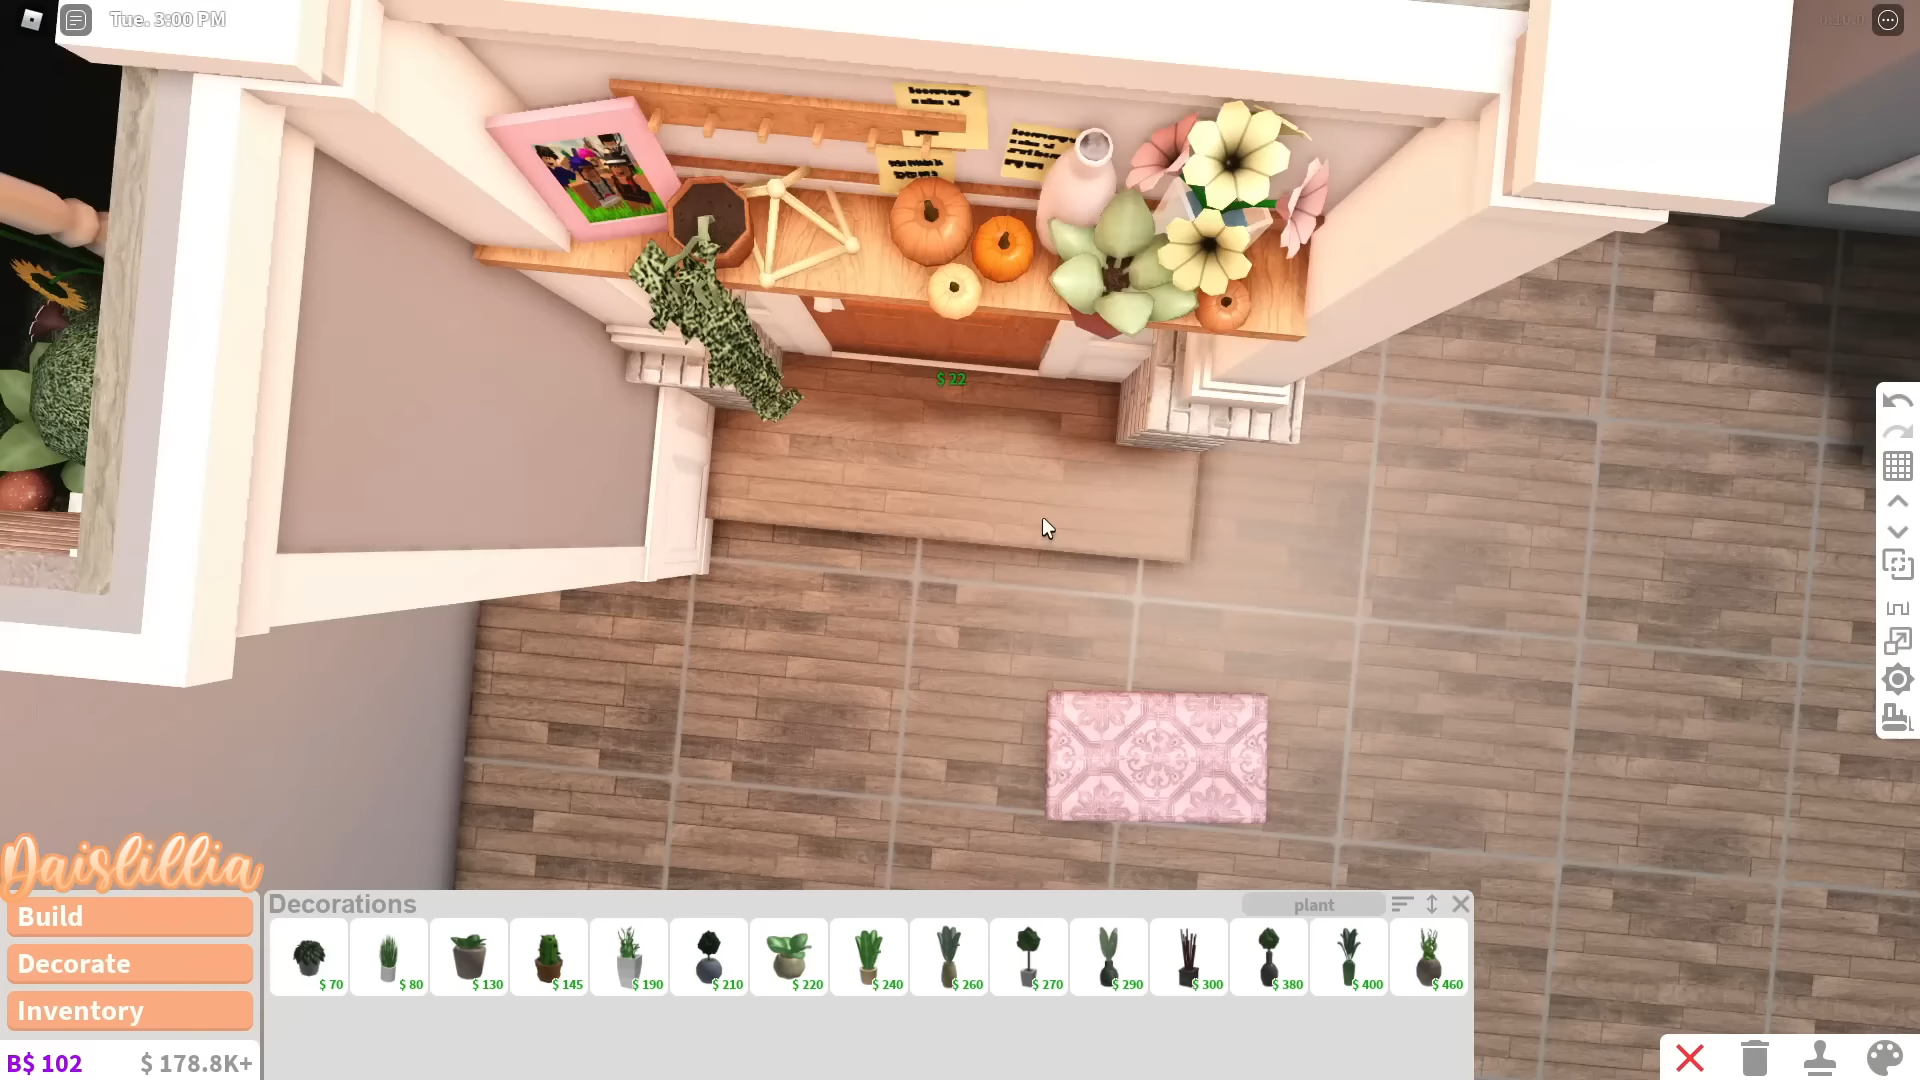 Tue. 3:00 PM
$ 22
Daislillia
Build
Decorate
Inventory
B$ 102
$ 178.8K+
Decorations
plant
$ 70
$ 80
$ 130
$ 145
$ 190
$ 210
$ 220
$ 240
$ 260
$ 270
$ 290
$ 300
$ 380
$ 400
$ 460